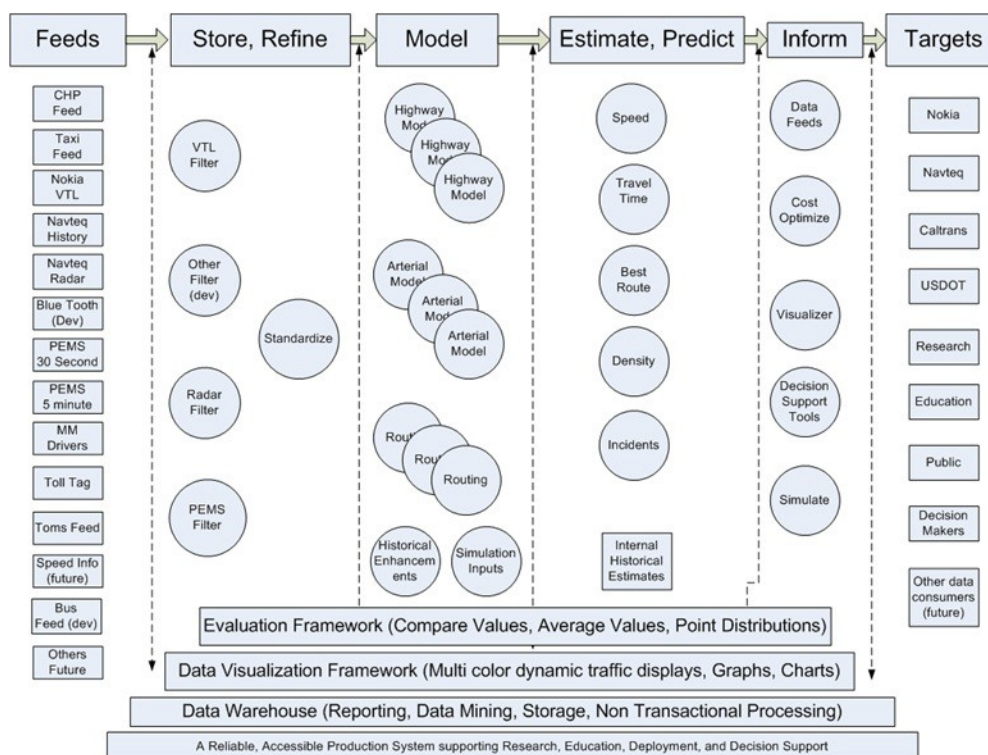 Feeds
Store, Refine
Model
Estimate, Predict
Inform
Targets
CHP
Feed
Taxi
Feed
Nokia
VTL
Navteq
History
Navteq
Radar
Blue Tooth
(Dev)
PEMS
30 Second
PEMS
5 minute
MM
Drivers
Toll Tag
Toms Feed
Speed Info
(future)
Bus
Feed (dev)
Others
Future
VTL
Filter
Other
Filter
(dev)
Standardize
Radar
Filter
PEMS
Filter
Highway
Mod
Highway
Mod
Highway
Model
Arterial
Mod
Arterial
Mod
Arterial
Model
Routi
Rout
Routing
Historical
Enhancem
ents
Simulation
Inputs
Speed
Travel
Time
Best
Route
Density
Incidents
Internal
Historical
Estimates
Data
Feeds
Cost
Optimize
Visualizer
Decision
Support
Tools
Simulate
Nokia
Navteq
Caltrans
USDOT
Research
Education
Public
Decision
Makers
Other data
consumers
(future)
Evaluation Framework (Compare Values, Average Values, Point Distributions)
Data Visualization Framework (Multi color dynamic traffic displays, Graphs, Charts)
Data Warehouse (Reporting, Data Mining, Storage, Non Transactional Processing)
A Reliable, Accessible Production System supporting Research, Education, Deployment, and Decision Support